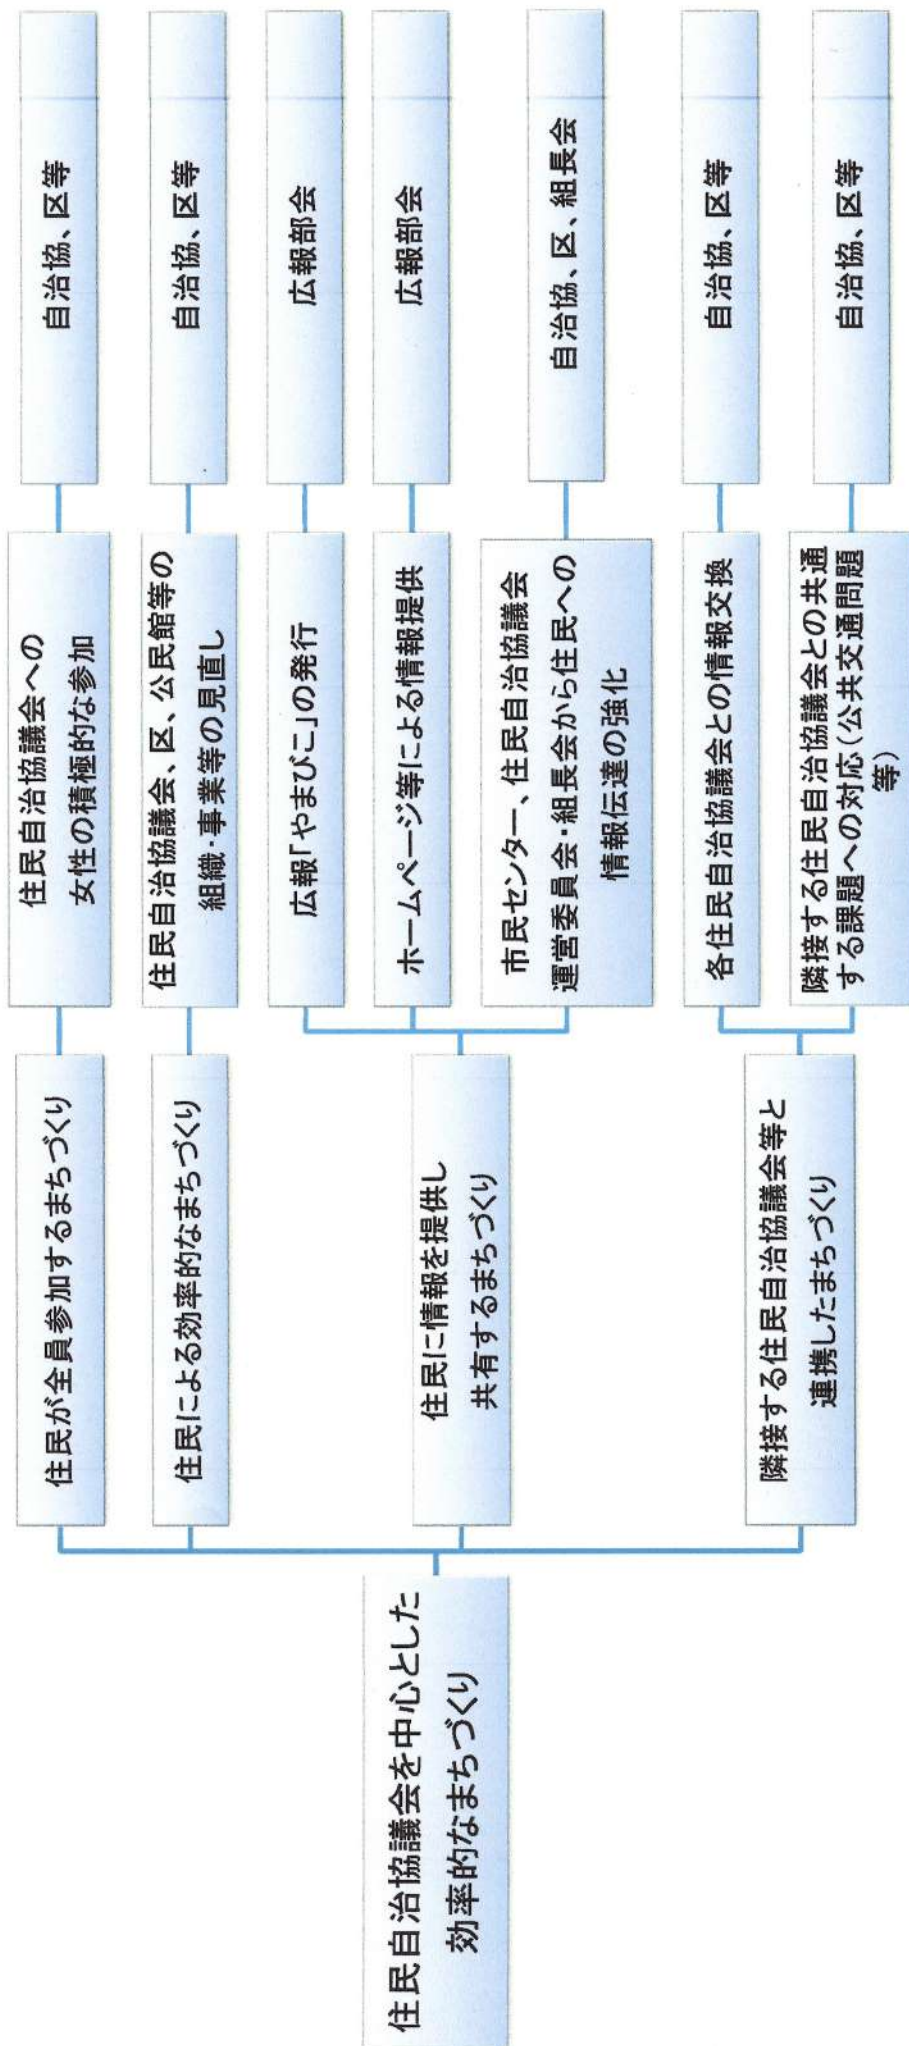 住民自治協議会を中心とした
効率的なまちづくり
住民が全員参加するまちづくり
住民自治協議会への
女性の積極的な参加
自治協、区等
住民による効率的なまちづくり
住民自治協議会、区、公民館等の
組織・事業等の見直し
自治協、区等
住民に情報を提供し
共有するまちづくり
広報「やまびこ」の発行
広報部会
ホームページ等による情報提供
広報部会
市民センター、住民自治協議会
運営委員会・組長会から住民への
情報伝達の強化
自治協、区、組長会
隣接する住民自治協議会等と
連携したまちづくり
各住民自治協議会との情報交換
自治協、区等
隣接する住民自治協議会との共通
する課題への対応(公共交通問題
等)
自治協、区等